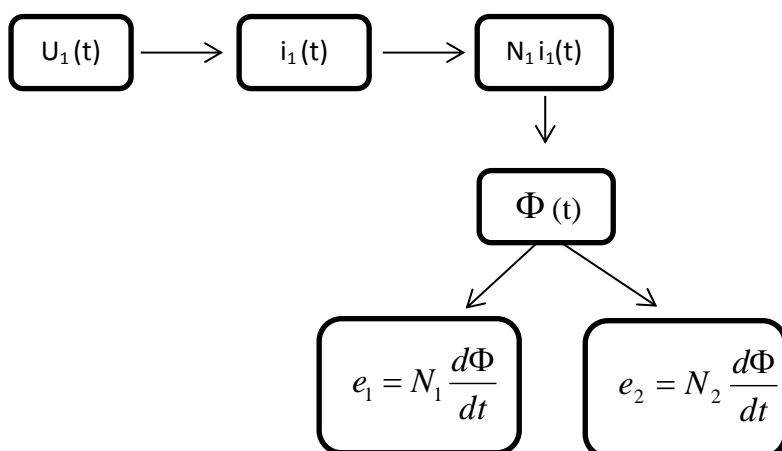 U₁ (t)
i₁ (t)
N₁ i₁(t)
Φ (t)
e₁ = N₁ dΦ/dt
e₂ = N₂ dΦ/dt